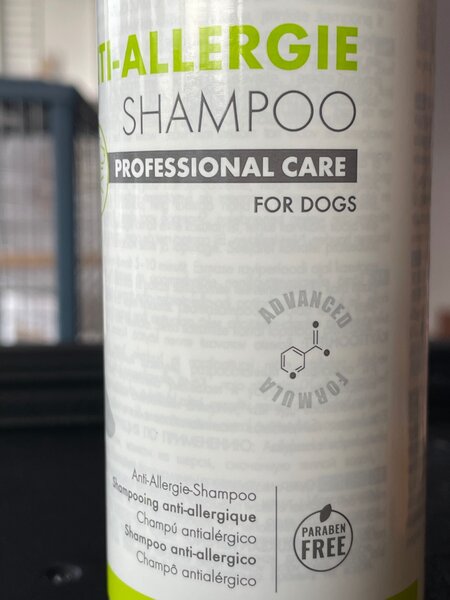 TI-ALLERGIE
SHAMPOO
PROFESSIONAL CARE
FOR DOGS
ADVANCED
FORMULA
Anti-Allergie-Shampoo
Shampooing anti-allergique
Champú antialérgico
Shampoo anti-allergico
Champô antialérgico
PARABEN
FREE